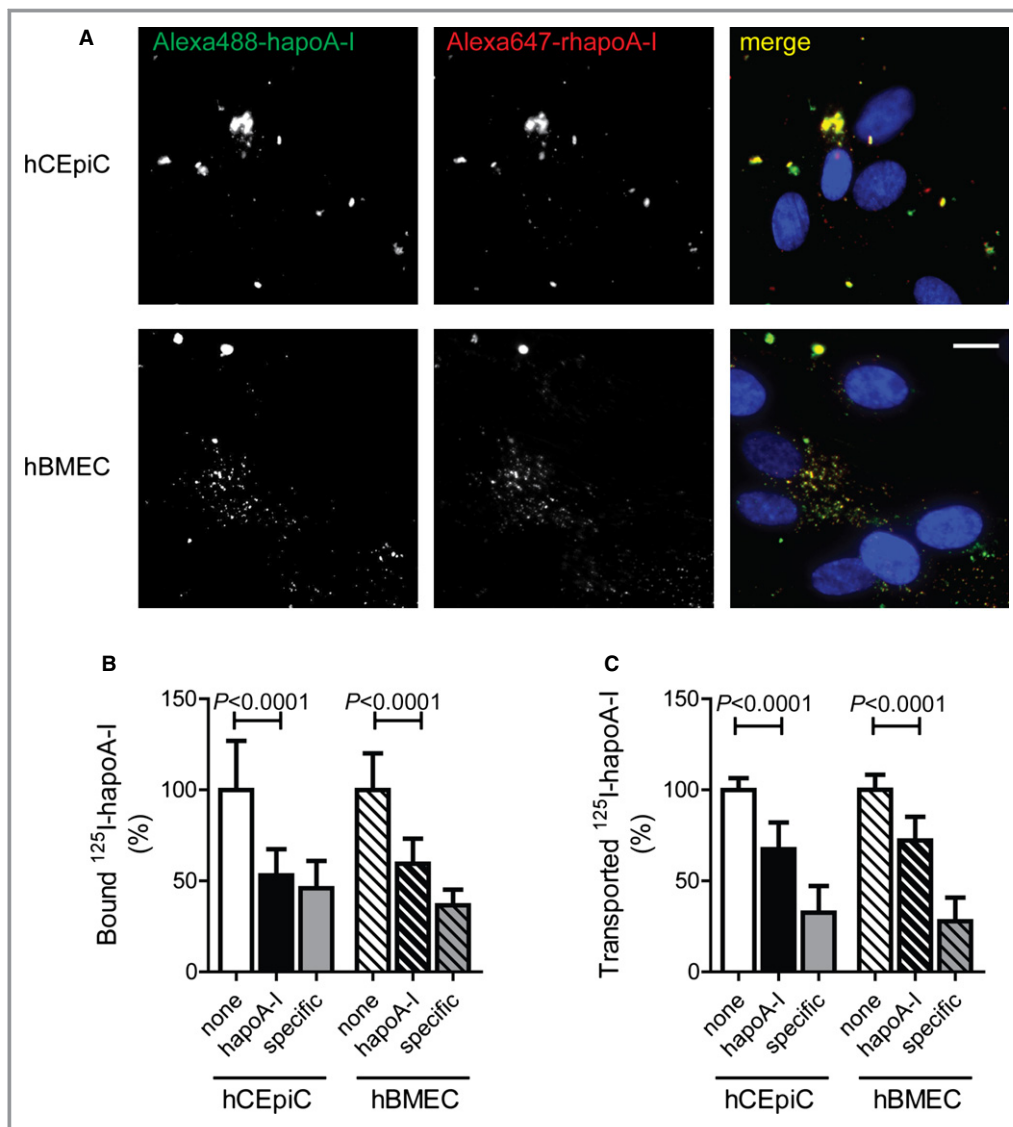 A
Alexa488-hapoA-I
Alexa647-rhapoA-I
merge
hCEpiC
hBMEC
B
Bound ¹²⁵I-hapoA-I
(%)
150
100
50
0
P<0.0001
P<0.0001
none
hapoA-I
specific
none
hapoA-I
specific
hCEpiC
hBMEC
C
Transported ¹²⁵I-hapoA-I
(%)
150
100
50
0
P<0.0001
P<0.0001
none
hapoA-I
specific
none
hapoA-I
specific
hCEpiC
hBMEC